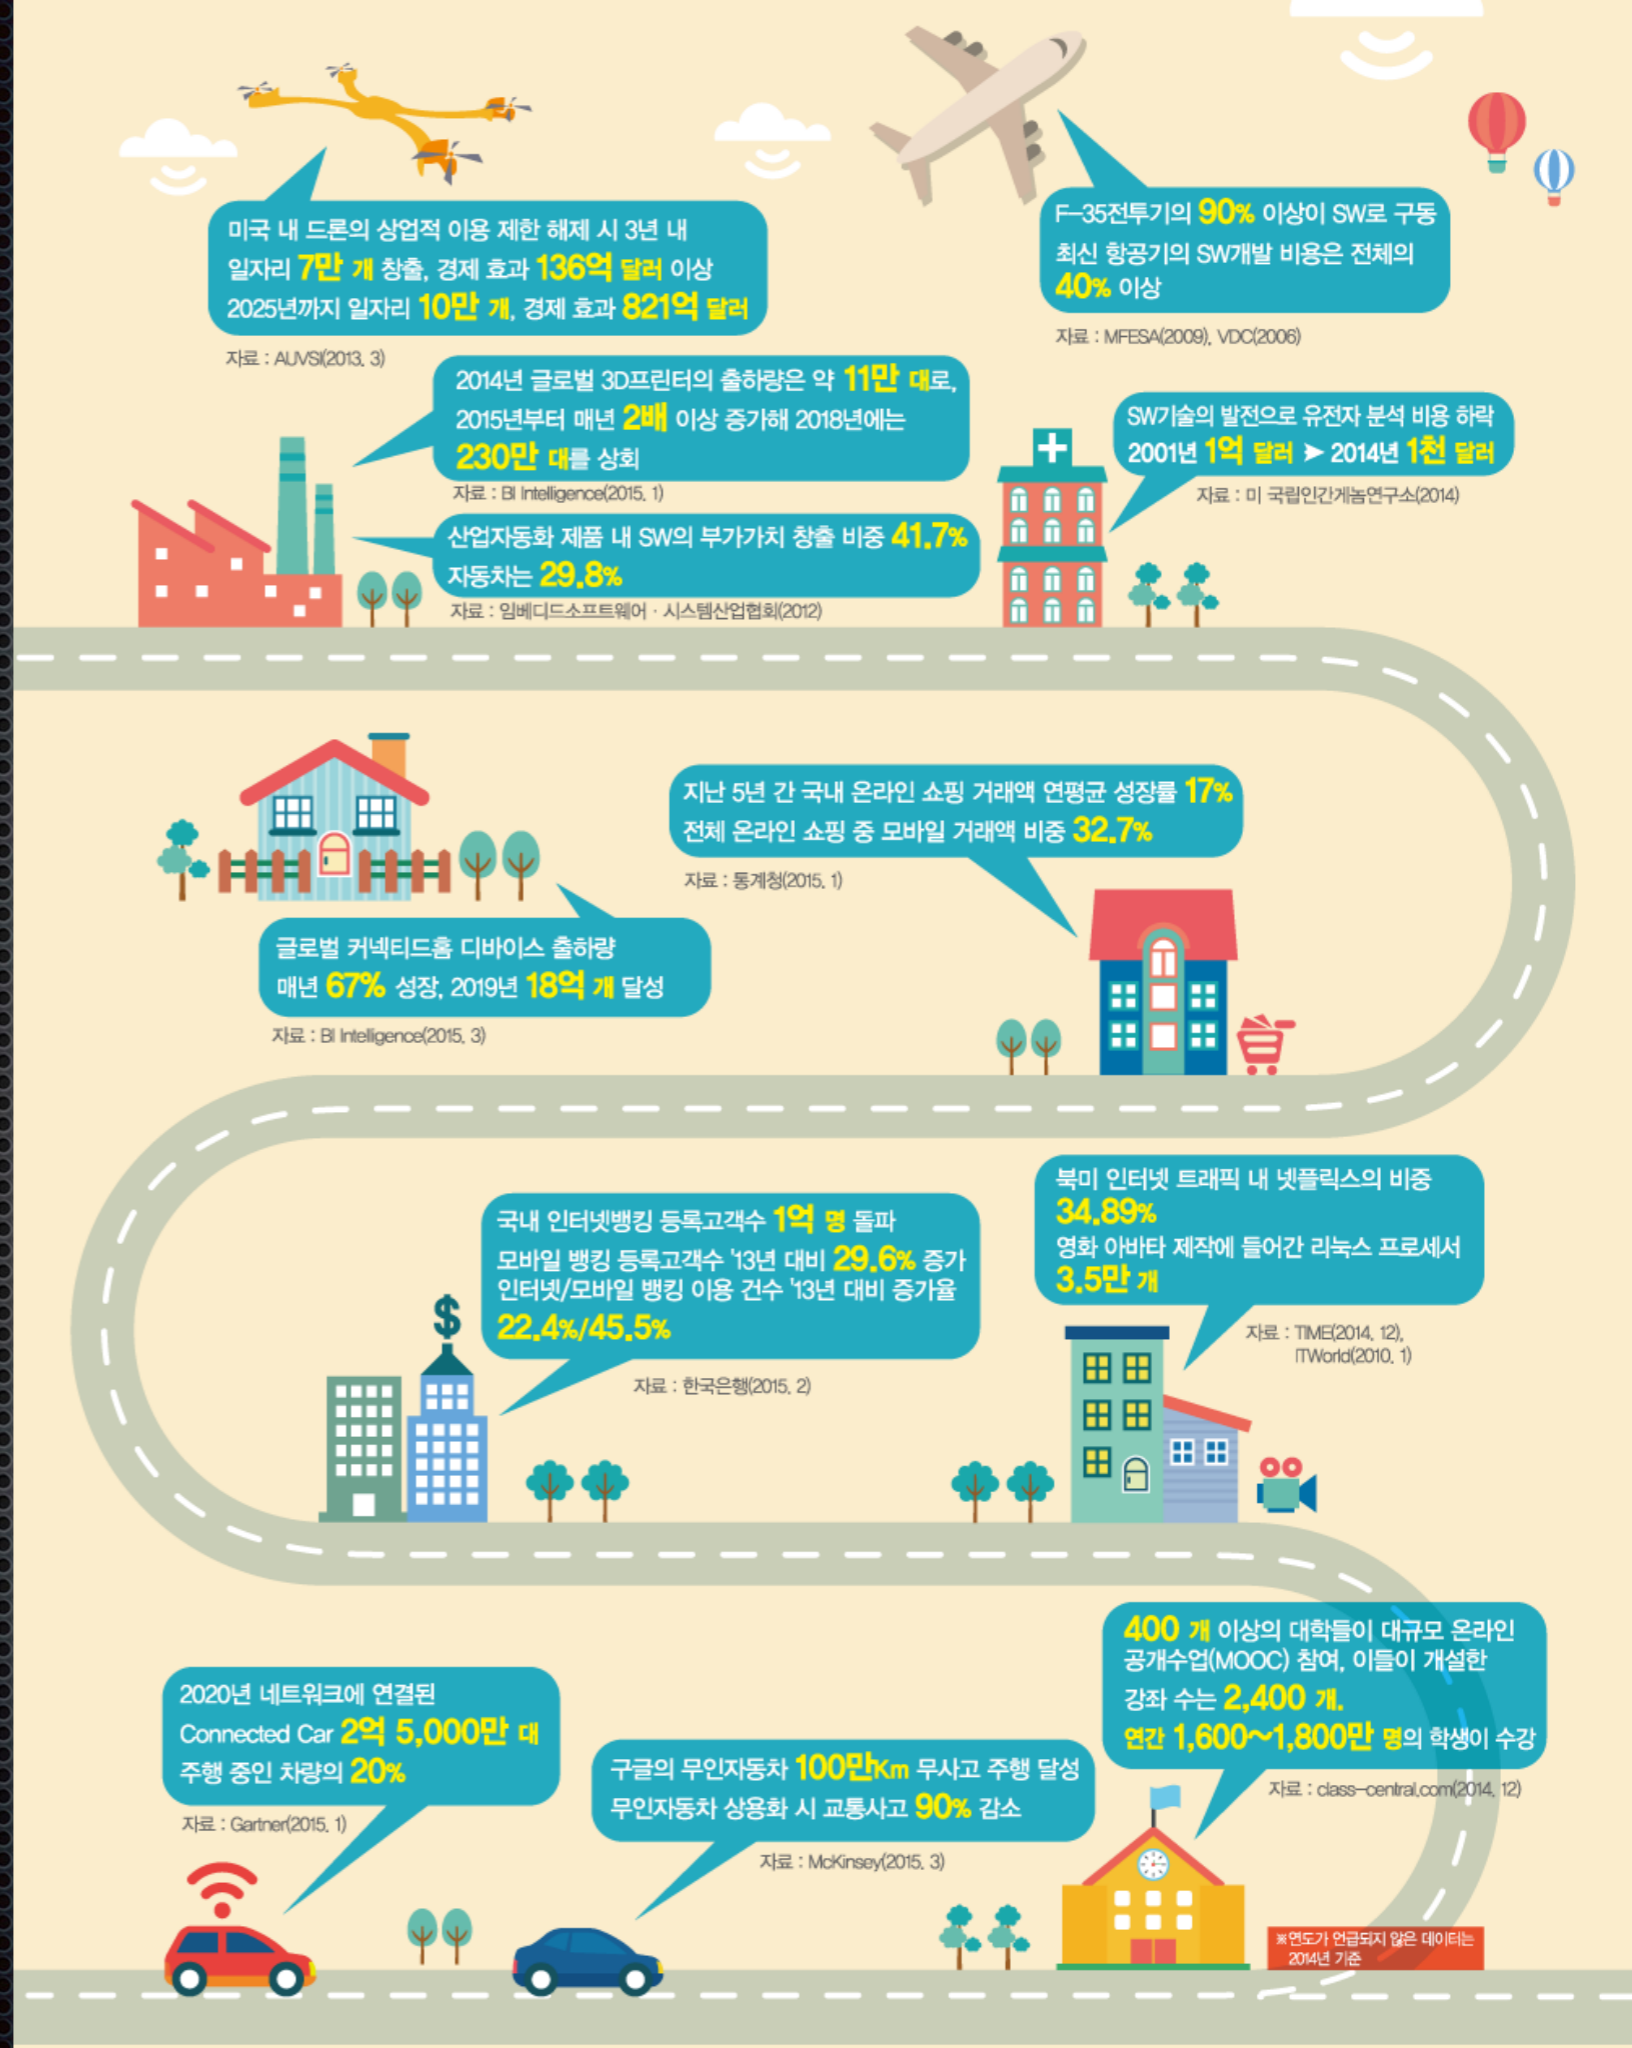 미국 내 드론의 상업적 이용 제한 해제 시 3년 내
일자리 7만 개 창출, 경제 효과 136억 달러 이상
2025년까지 일자리 10만 개, 경제 효과 821억 달러
자료 : AUVSI(2013. 3)
F-35전투기의 90% 이상이 SW로 구동
최신 항공기의 SW개발 비용은 전체의
40% 이상
자료 : MFESA(2009), VDC(2006)
2014년 글로벌 3D프린터의 출하량은 약 11만 대로,
2015년부터 매년 2배 이상 증가해 2018년에는
230만 대를 상회
자료 : BI Intelligence(2015. 1)
SW기술의 발전으로 유전자 분석 비용 하락
2001년 1억 달러 ➤ 2014년 1천 달러
자료 : 미 국립인간게놈연구소(2014)
산업자동화 제품 내 SW의 부가가치 창출 비중 41.7%
자동차는 29.8%
자료 : 임베디드소프트웨어 · 시스템산업협회(2012)
지난 5년 간 국내 온라인 쇼핑 거래액 연평균 성장률 17%
전체 온라인 쇼핑 중 모바일 거래액 비중 32.7%
자료 : 통계청(2015. 1)
글로벌 커넥티드홈 디바이스 출하량
매년 67% 성장, 2019년 18억 개 달성
자료 : BI Intelligence(2015. 3)
국내 인터넷뱅킹 등록고객수 1억 명 돌파
모바일 뱅킹 등록고객수 '13년 대비 29.6% 증가
인터넷/모바일 뱅킹 이용 건수 '13년 대비 증가율
22.4%/45.5%
자료 : 한국은행(2015. 2)
$
북미 인터넷 트래픽 내 넷플릭스의 비중
34.89%
영화 아바타 제작에 들어간 리눅스 프로세서
3.5만 개
자료 : TIME(2014. 12),
ITWorld(2010. 1)
400 개 이상의 대학들이 대규모 온라인
공개수업(MOOC) 참여, 이들이 개설한
강좌 수는 2,400 개.
연간 1,600~1,800만 명의 학생이 수강
자료 : class-central.com(2014. 12)
2020년 네트워크에 연결된
Connected Car 2억 5,000만 대
주행 중인 차량의 20%
자료 : Gartner(2015. 1)
구글의 무인자동차 100만Km 무사고 주행 달성
무인자동차 상용화 시 교통사고 90% 감소
자료 : McKinsey(2015. 3)
※연도가 언급되지 않은 데이터는
2014년 기준